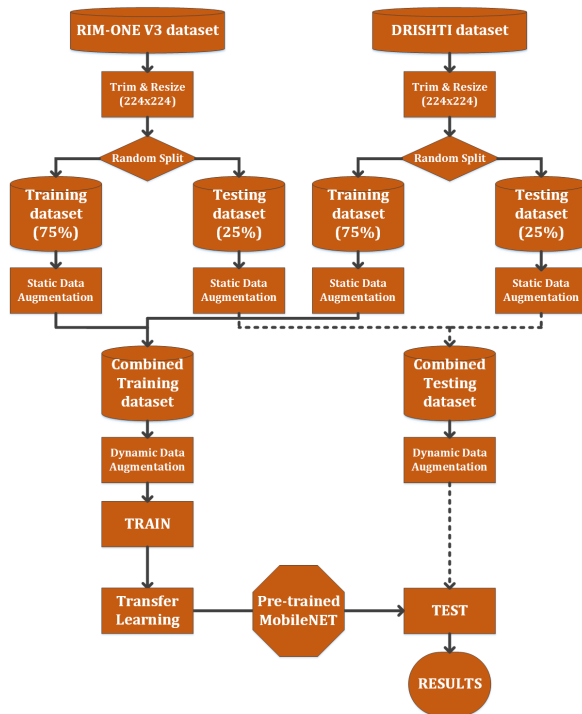 RIM-ONE V3 dataset
DRISHTI dataset
Trim & Resize
(224x224)
Trim & Resize
(224x224)
Random Split
Random Split
Training
dataset
(75%)
Testing
dataset
(25%)
Training
dataset
(75%)
Testing
dataset
(25%)
Static Data
Augmentation
Static Data
Augmentation
Static Data
Augmentation
Static Data
Augmentation
Combined
Training
dataset
Combined
Testing
dataset
Dynamic Data
Augmentation
Dynamic Data
Augmentation
TRAIN
Transfer
Learning
Pre-trained
MobileNET
TEST
RESULTS